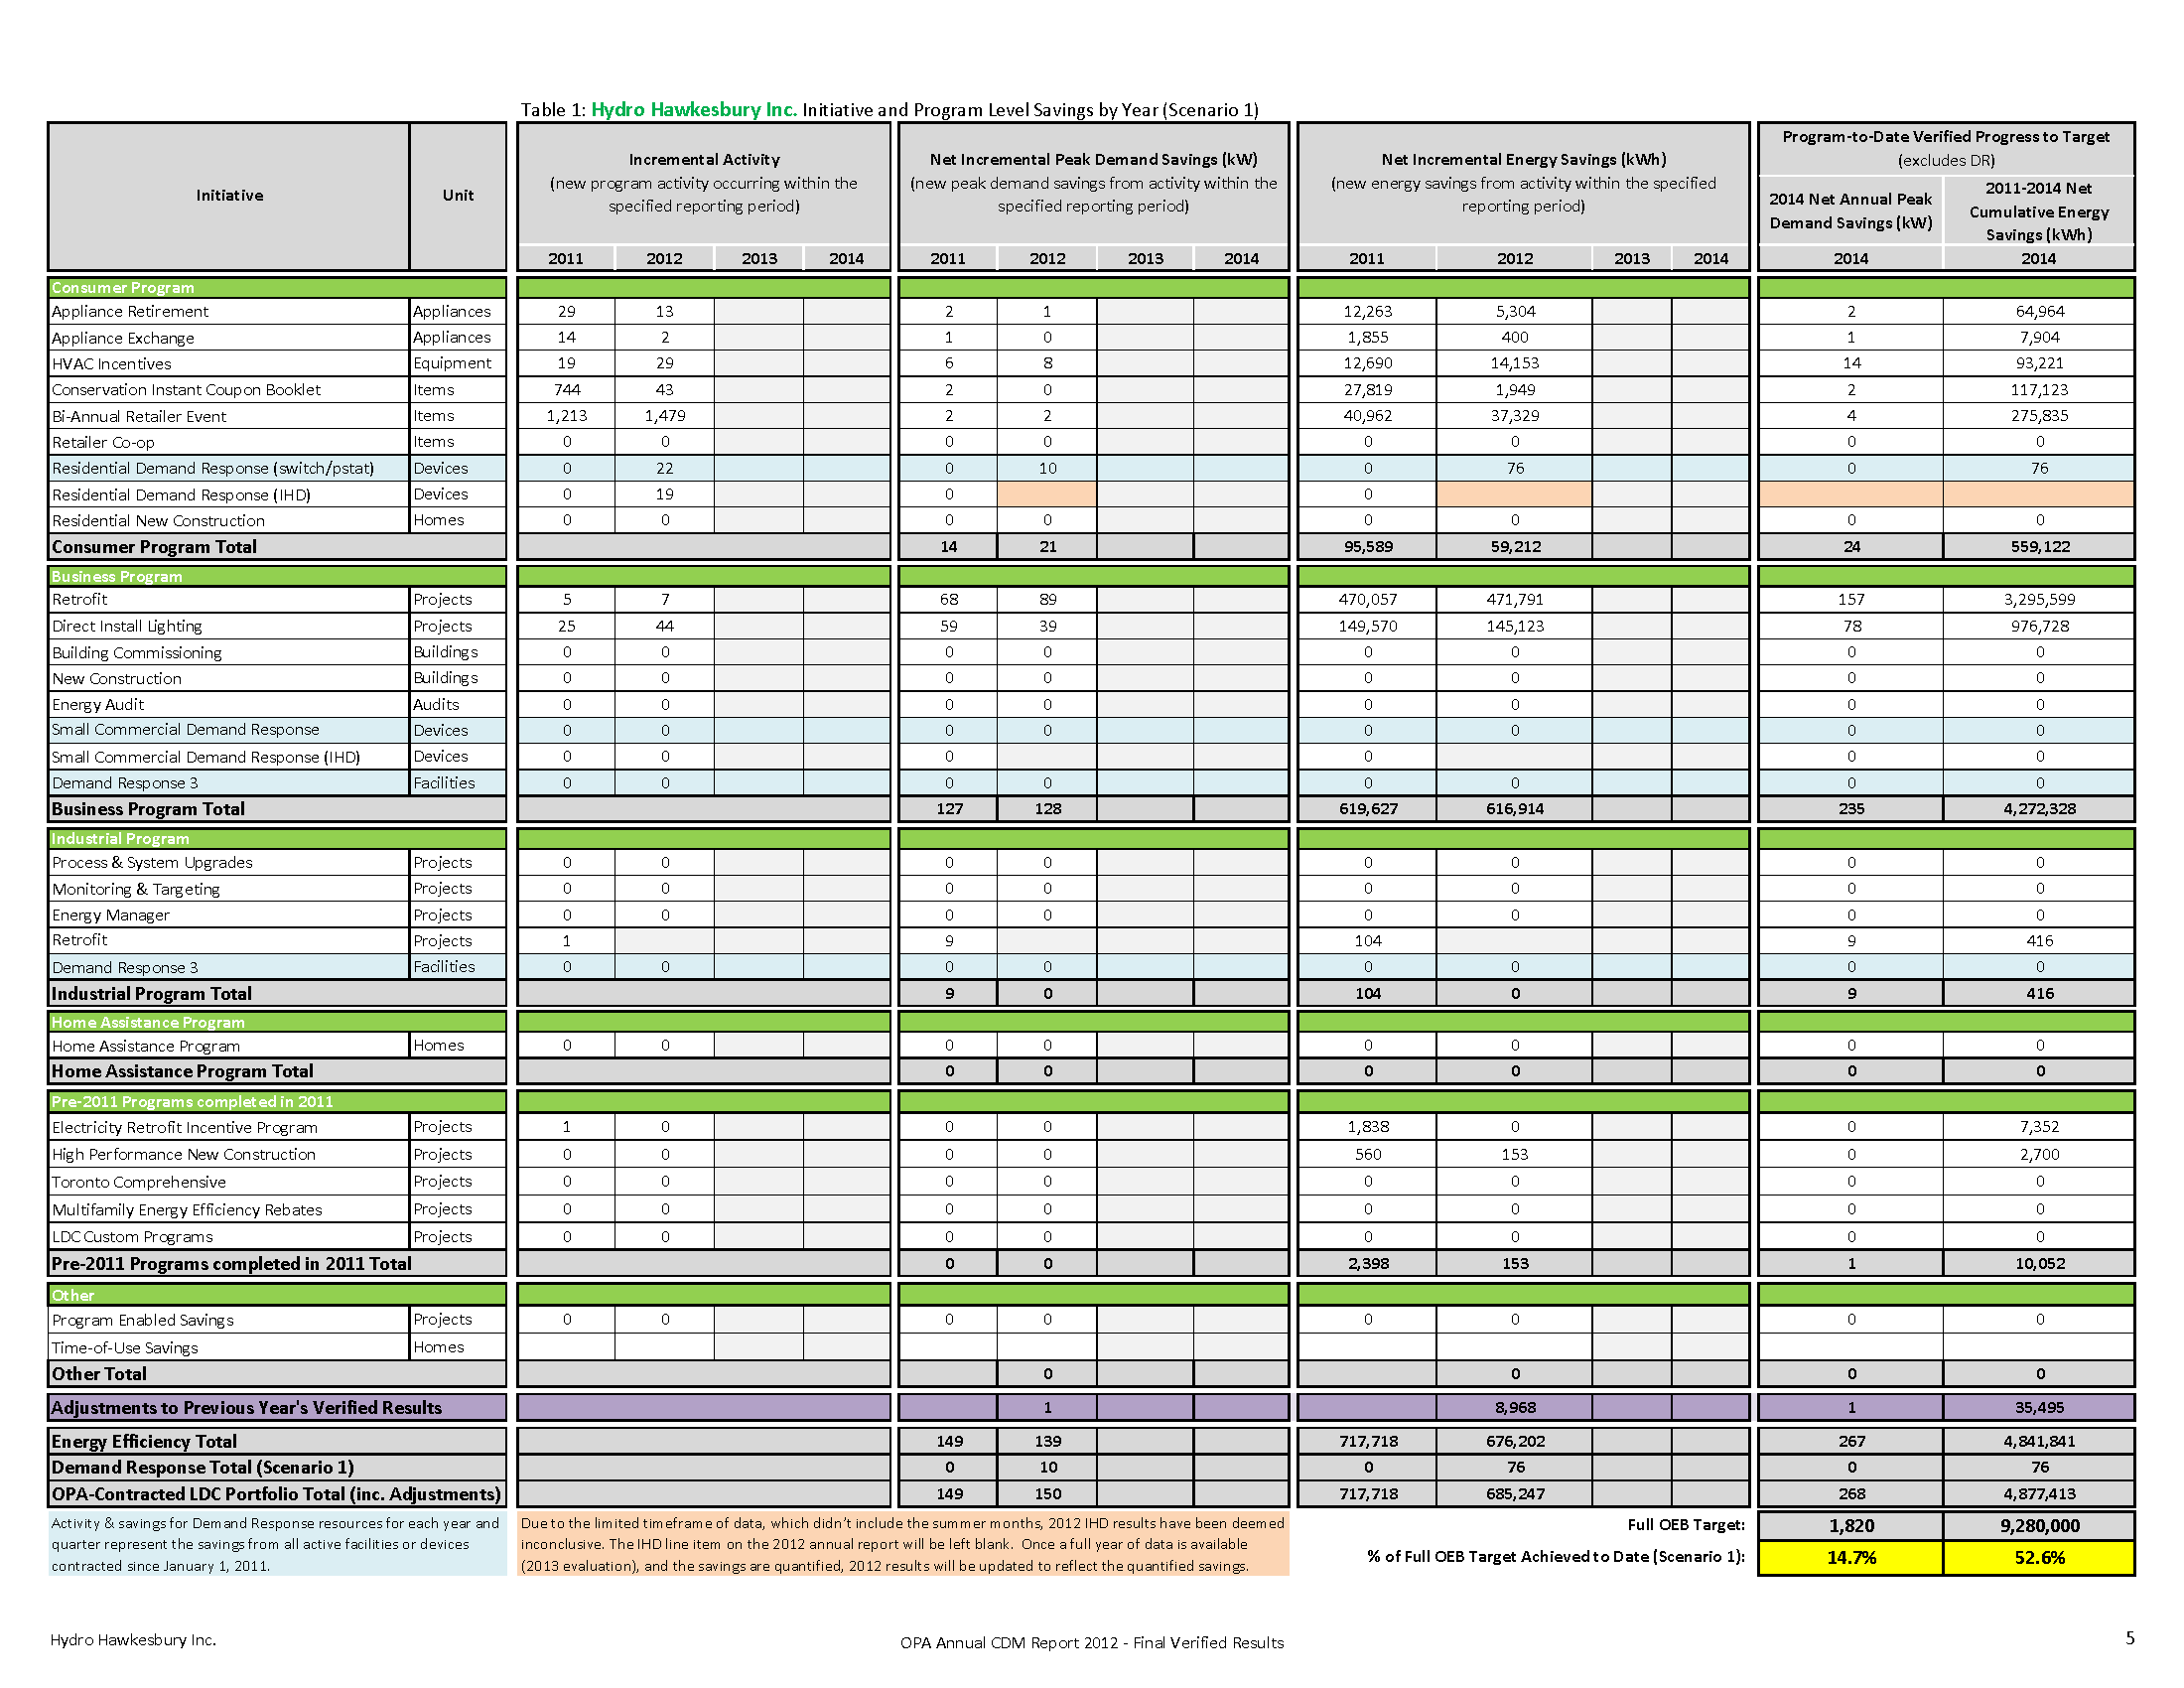 Table 1: Hydro Hawkesbury Inc. Initiative and Program Level Savings by Year (Scenario 1)
Initiative Unit
Incremental Activity
(new program activity occurring within the
specified reporting period)
Net Incremental Peak Demand Savings (kW)
(new peak demand savings from activity within the
specified reporting period)
Net Incremental Energy Savings (kWh)
(new energy savings from activity within the specified
reporting period)
Program-to-Date Verified Progress to Target
(excludes DR)
2014 Net Annual Peak
Demand Savings (kW)
2011-2014 Net
Cumulative Energy
Savings (kWh)
2011 2012 2013 2014 2011 2012 2013 2014 2011 2012 2013 2014 2014 2014
Consumer Program
Appliance Retirement Appliances 29 13 2 1 12,263 5,304 2 64,964
Appliance Exchange Appliances 14 2 1 0 1,855 400 1 7,904
HVAC Incentives Equipment 19 29 6 8 12,690 14,153 14 93,221
Conservation Instant Coupon Booklet Items 744 43 2 0 27,819 1,949 2 117,123
Bi-Annual Retailer Event Items 1,213 1,479 2 2 40,962 37,329 4 275,835
Retailer Co-op Items 0 0 0 0 0 0 0 0
Residential Demand Response (switch/pstat) Devices 0 22 0 10 0 76 0 76
Residential Demand Response (IHD) Devices 0 19 0 0
Residential New Construction Homes 0 0 0 0 0 0 0 0
Consumer Program Total 14 21 95,589 59,212 24 559,122
Business Program
Retrofit Projects 5 7 68 89 470,057 471,791 157 3,295,599
Direct Install Lighting Projects 25 44 59 39 149,570 145,123 78 976,728
Building Commissioning Buildings 0 0 0 0 0 0 0 0
New Construction Buildings 0 0 0 0 0 0 0 0
Energy Audit Audits 0 0 0 0 0 0 0 0
Small Commercial Demand Response Devices 0 0 0 0 0 0 0 0
Small Commercial Demand Response (IHD) Devices 0 0 0 0 0 0
Demand Response 3 Facilities 0 0 0 0 0 0 0 0
Business Program Total 127 128 619,627 616,914 235 4,272,328
Industrial Program
Process & System Upgrades Projects 0 0 0 0 0 0 0 0
Monitoring & Targeting Projects 0 0 0 0 0 0 0 0
Energy Manager Projects 0 0 0 0 0 0 0 0
Retrofit Projects 1 9 104 9 416
Demand Response 3 Facilities 0 0 0 0 0 0 0 0
Industrial Program Total 9 0 104 0 9 416
Home Assistance Program
Home Assistance Program Homes 0 0 0 0 0 0 0 0
Home Assistance Program Total 0 0 0 0 0 0
Pre-2011 Programs completed in 2011
Electricity Retrofit Incentive Program Projects 1 0 0 0 1,838 0 0 7,352
High Performance New Construction Projects 0 0 0 0 560 153 0 2,700
Toronto Comprehensive Projects 0 0 0 0 0 0 0 0
Multifamily Energy Efficiency Rebates Projects 0 0 0 0 0 0 0 0
LDC Custom Programs Projects 0 0 0 0 0 0 0 0
Pre-2011 Programs completed in 2011 Total 0 0 2,398 153 1 10,052
Other
Program Enabled Savings Projects 0 0 0 0 0 0 0 0
Time-of-Use Savings Homes
Other Total 0 0 0 0
Adjustments to Previous Year's Verified Results 1 8,968 1 35,495
Energy Efficiency Total 149 139 717,718 676,202 267 4,841,841
Demand Response Total (Scenario 1) 0 10 0 76 0 76
OPA-Contracted LDC Portfolio Total (inc. Adjustments) 149 150 717,718 685,247 268 4,877,413
Activity & savings for Demand Response resources for each year and
quarter represent the savings from all active facilities or devices
contracted since January 1, 2011.
Due to the limited timeframe of data, which didn't include the summer months, 2012 IHD results have been deemed
inconclusive. The IHD line item on the 2012 annual report will be left blank. Once a full year of data is available
(2013 evaluation), and the savings are quantified, 2012 results will be updated to reflect the quantified savings.
Full OEB Target: 1,820 9,280,000
% of Full OEB Target Achieved to Date (Scenario 1): 14.7% 52.6%
Hydro Hawkesbury Inc.
OPA Annual CDM Report 2012 - Final Verified Results
5